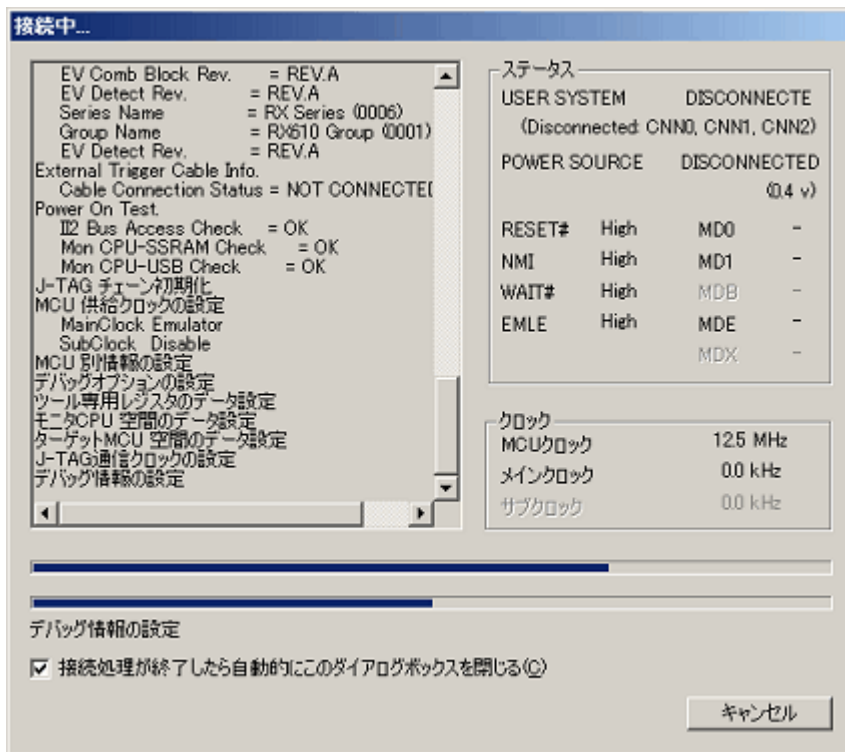 接続中...
EV Comb Block Rev. = REV.A
EV Detect Rev. = REV.A
Series Name = RX Series (0006)
Group Name = RX610 Group (0001)
EV Detect Rev. = REV.A
External Trigger Cable Info.
Cable Connection Status = NOT CONNECTE
Power On Test.
II2 Bus Access Check = OK
Mon CPU-SSRAM Check = OK
Mon CPU-USB Check = OK
J-TAG チェーン初期化
MCU 供給クロックの設定
MainClock Emulator
SubClock Disable
MCU 別情報の設定
デバッグオプションの設定
ツール専用レジスタのデータ設定
モニタCPU 空間のデータ設定
ターゲットMCU 空間のデータ設定
J-TAG通信クロックの設定
デバッグ情報の設定
ステータス
USER SYSTEM DISCONNECTE
(Disconnected: CNN0, CNN1, CNN2)
POWER SOURCE DISCONNECTED
(0.4 v)
RESET# High MD0 -
NMI High MD1 -
WAIT# High MDB -
EMLE High MDE -
MDX -
クロック
MCUクロック 12.5 MHz
メインクロック 0.0 kHz
サブクロック 0.0 kHz
デバッグ情報の設定
接続処理が終了したら自動的にこのダイアログボックスを閉じる(C)
キャンセル